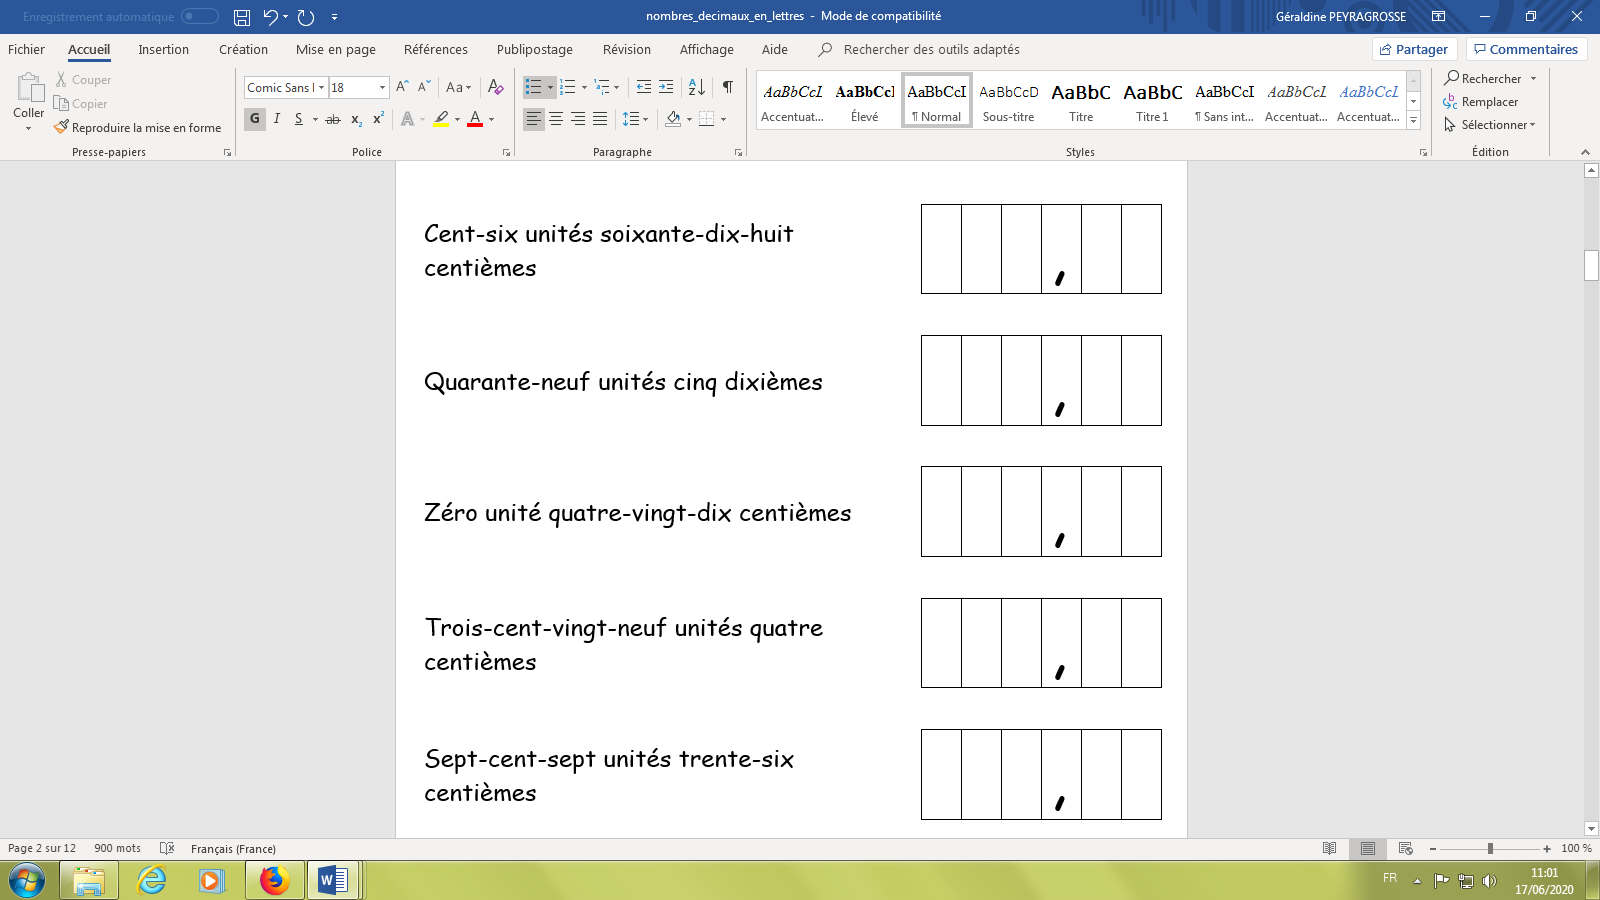 Enregistrement automatique
nombres_decimaux_en_lettres - Mode de compatibilité
Géraldine PEYRAGROSSE
Fichier Accueil Insertion Création Mise en page Références Publipostage Révision Affichage Aide Rechercher des outils adaptés Partager Commentaires
Coller
Couper
Copier
Reproduire la mise en forme
Presse-papiers
Comic Sans 18
Police
Paragraphe
AaBbCcL AaBbCcI AaBbCcI AaBbCcD AaBbC AaBbC AaBbCcI AaBbCcL AaBbCcL
Accentuat... Élevé ¶ Normal Sous-titre Titre Titre 1 ¶ Sans int... Accentuat... Accentuat...
Styles
Rechercher
Remplacer
Sélectionner
Édition
Cent-six unités soixante-dix-huit
centièmes
,
Quarante-neuf unités cinq dixièmes
,
Zéro unité quatre-vingt-dix centièmes
,
Trois-cent-vingt-neuf unités quatre
centièmes
,
Sept-cent-sept unités trente-six
centièmes
,
Page 2 sur 12 900 mots Français (France) 100 %
FR
11:01
17/06/2020